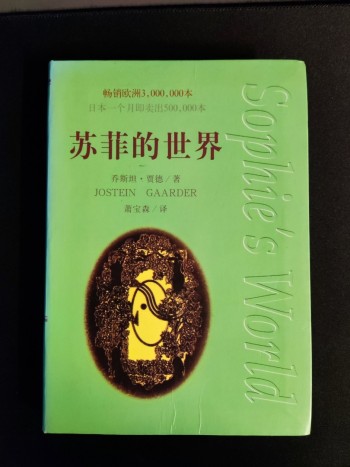 畅销欧洲3,000,000本
日本一个月即卖出500,000本
苏菲的世界
乔斯坦·贾德/著
JOSTEIN GAARDER
萧宝森/译
Sophie's World